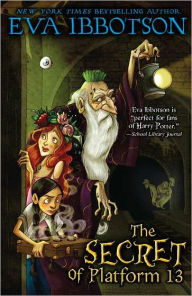 NEW YORK TIMES BESTSELLING AUTHOR
EVA IBBOTSON
Eva Ibbotson is
"perfect for fans
of Harry Potter."
—School Library Journal
The
SECRET
of Platform 13